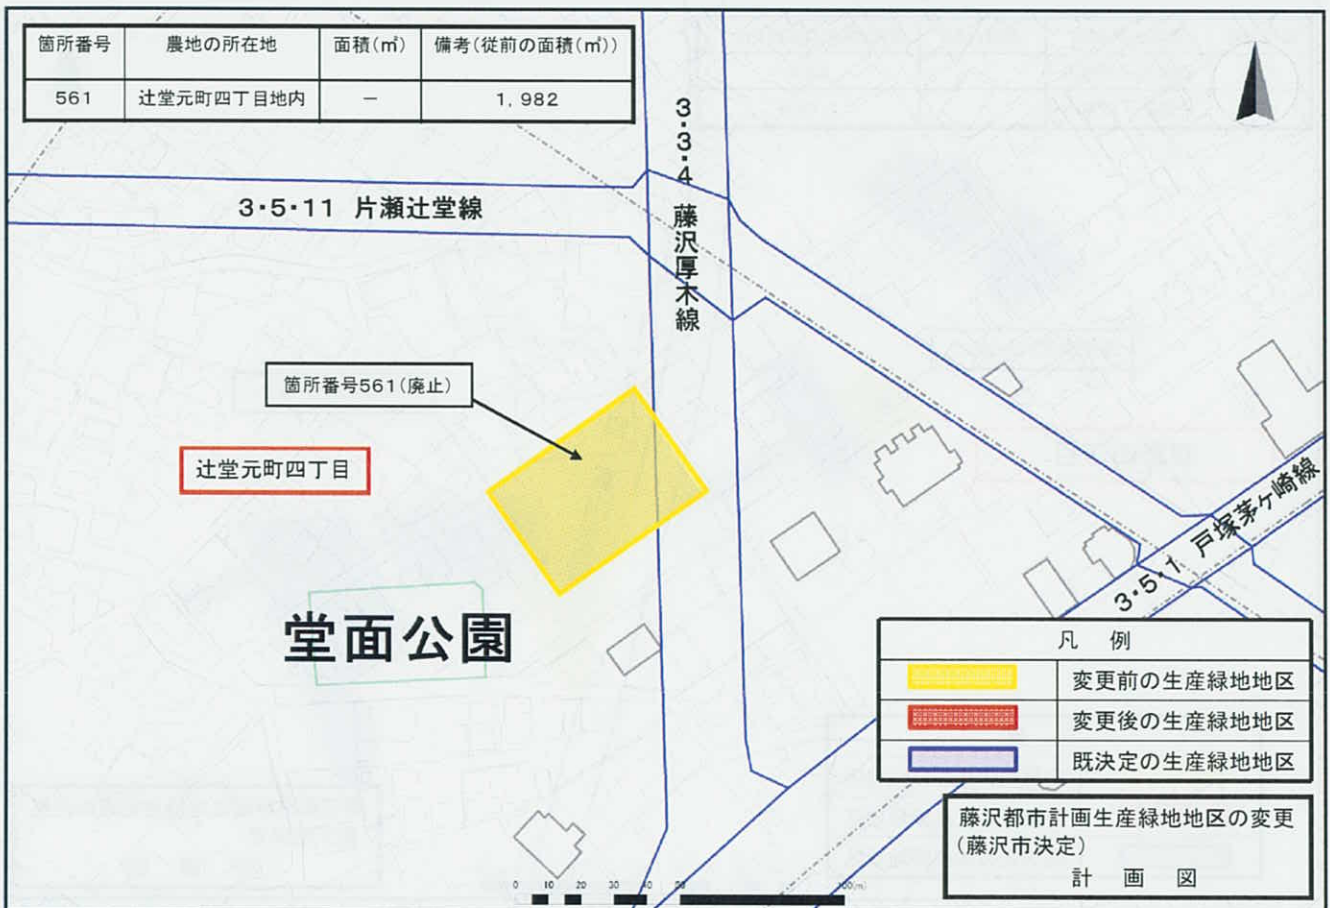 箇所番号 農地の所在地 面積(㎡) 備考(従前の面積(㎡))
561 辻堂元町四丁目地内 － 1,982
3・3・4 藤沢厚木線
3・5・11 片瀬辻堂線
箇所番号561(廃止)
辻堂元町四丁目
3・5・1 戸塚茅ヶ崎線
堂面公園
凡 例
変更前の生産緑地地区
変更後の生産緑地地区
既決定の生産緑地地区
藤沢都市計画生産緑地地区の変更
(藤沢市決定)
計 画 図
0 10 20 30 40 50 100(m)